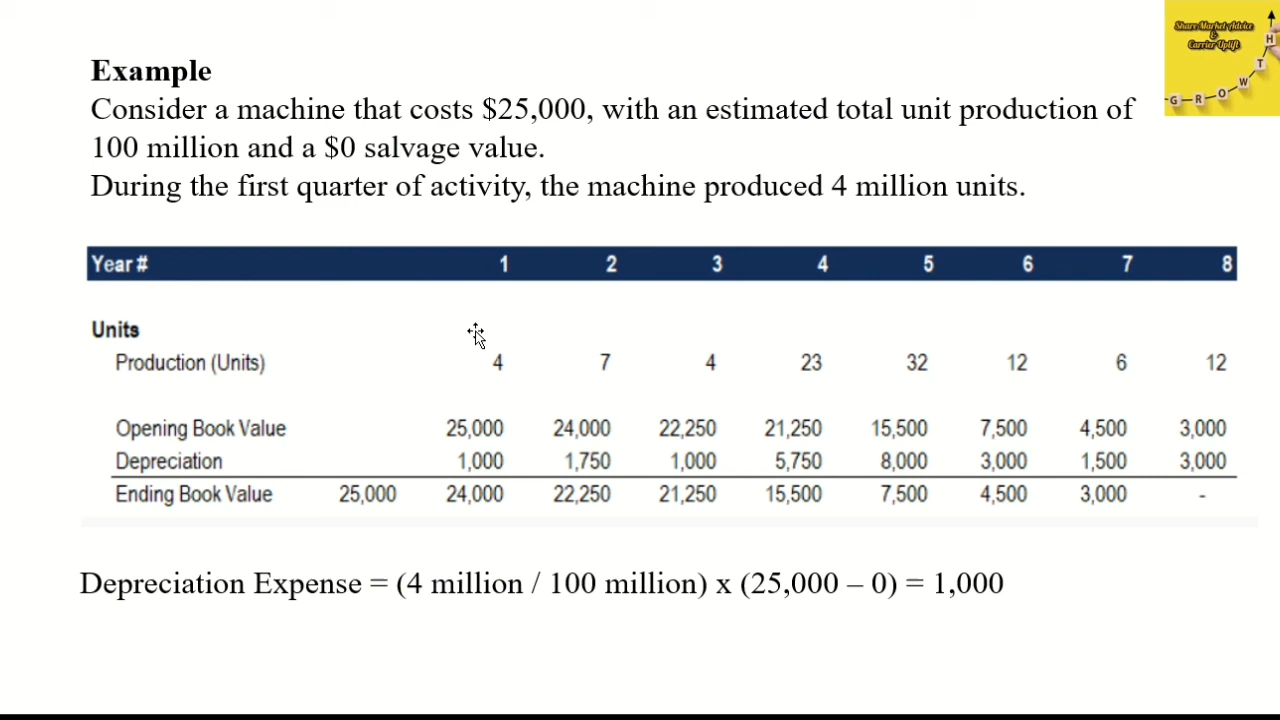 Share Market Advice
&
Carrier Uplift
G R O W T H
Example
Consider a machine that costs $25,000, with an estimated total unit production of
100 million and a $0 salvage value.
During the first quarter of activity, the machine produced 4 million units.
Year # 1 2 3 4 5 6 7 8
Units
Production (Units) 4 7 4 23 32 12 6 12
Opening Book Value 25,000 24,000 22,250 21,250 15,500 7,500 4,500 3,000
Depreciation 1,000 1,750 1,000 5,750 8,000 3,000 1,500 3,000
Ending Book Value 25,000 24,000 22,250 21,250 15,500 7,500 4,500 3,000 -
Depreciation Expense = (4 million / 100 million) x (25,000 – 0) = 1,000